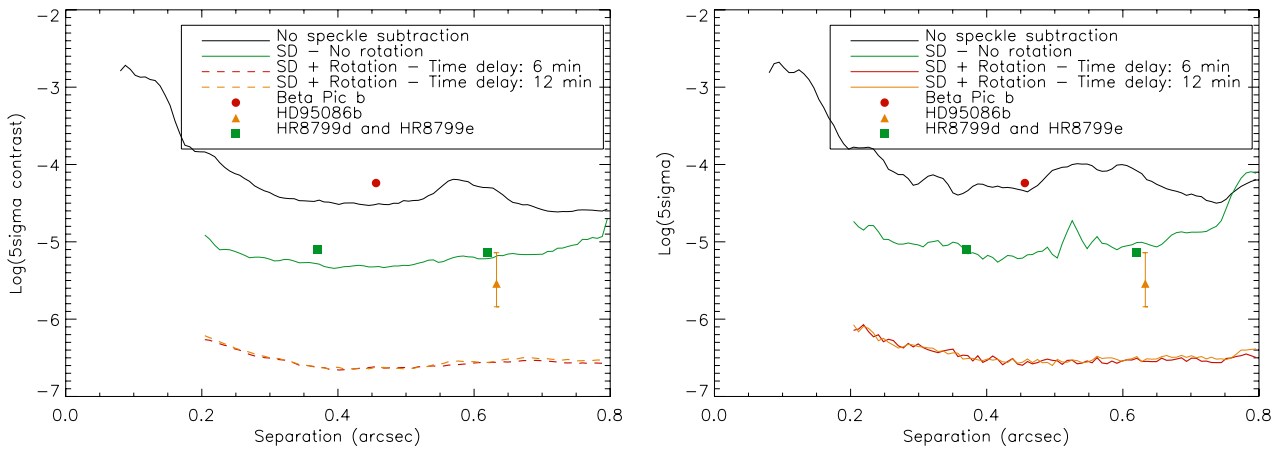 No speckle subtraction
SD − No rotation
SD + Rotation − Time delay: 6 min
SD + Rotation − Time delay: 12 min
Beta Pic b
HD95086b
HR8799d and HR8799e
−2
−3
−4
−5
−6
−7
Log(5sigma contrast)
0.0 0.2 0.4 0.6 0.8
Separation (arcsec)
No speckle subtraction
SD − No rotation
SD + Rotation − Time delay: 6 min
SD + Rotation − Time delay: 12 min
Beta Pic b
HD95086b
HR8799d and HR8799e
−2
−3
−4
−5
−6
−7
Log(5sigma)
0.0 0.2 0.4 0.6 0.8
Separation (arcsec)